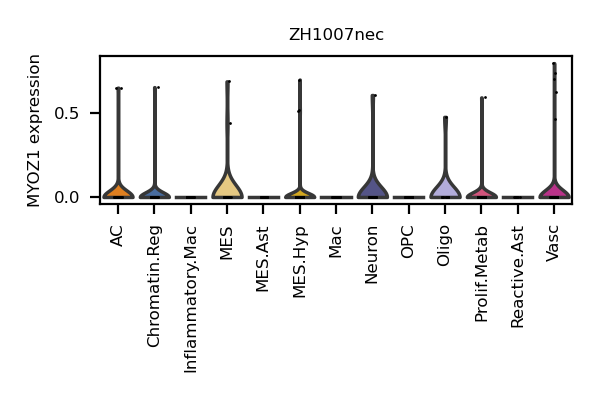 ZH1007nec
MYOZ1 expression
0.5
0.0
AC
Chromatin.Reg
Inflammatory.Mac
MES
MES.Ast
MES.Hyp
Mac
Neuron
OPC
Oligo
Prolif.Metab
Reactive.Ast
Vasc